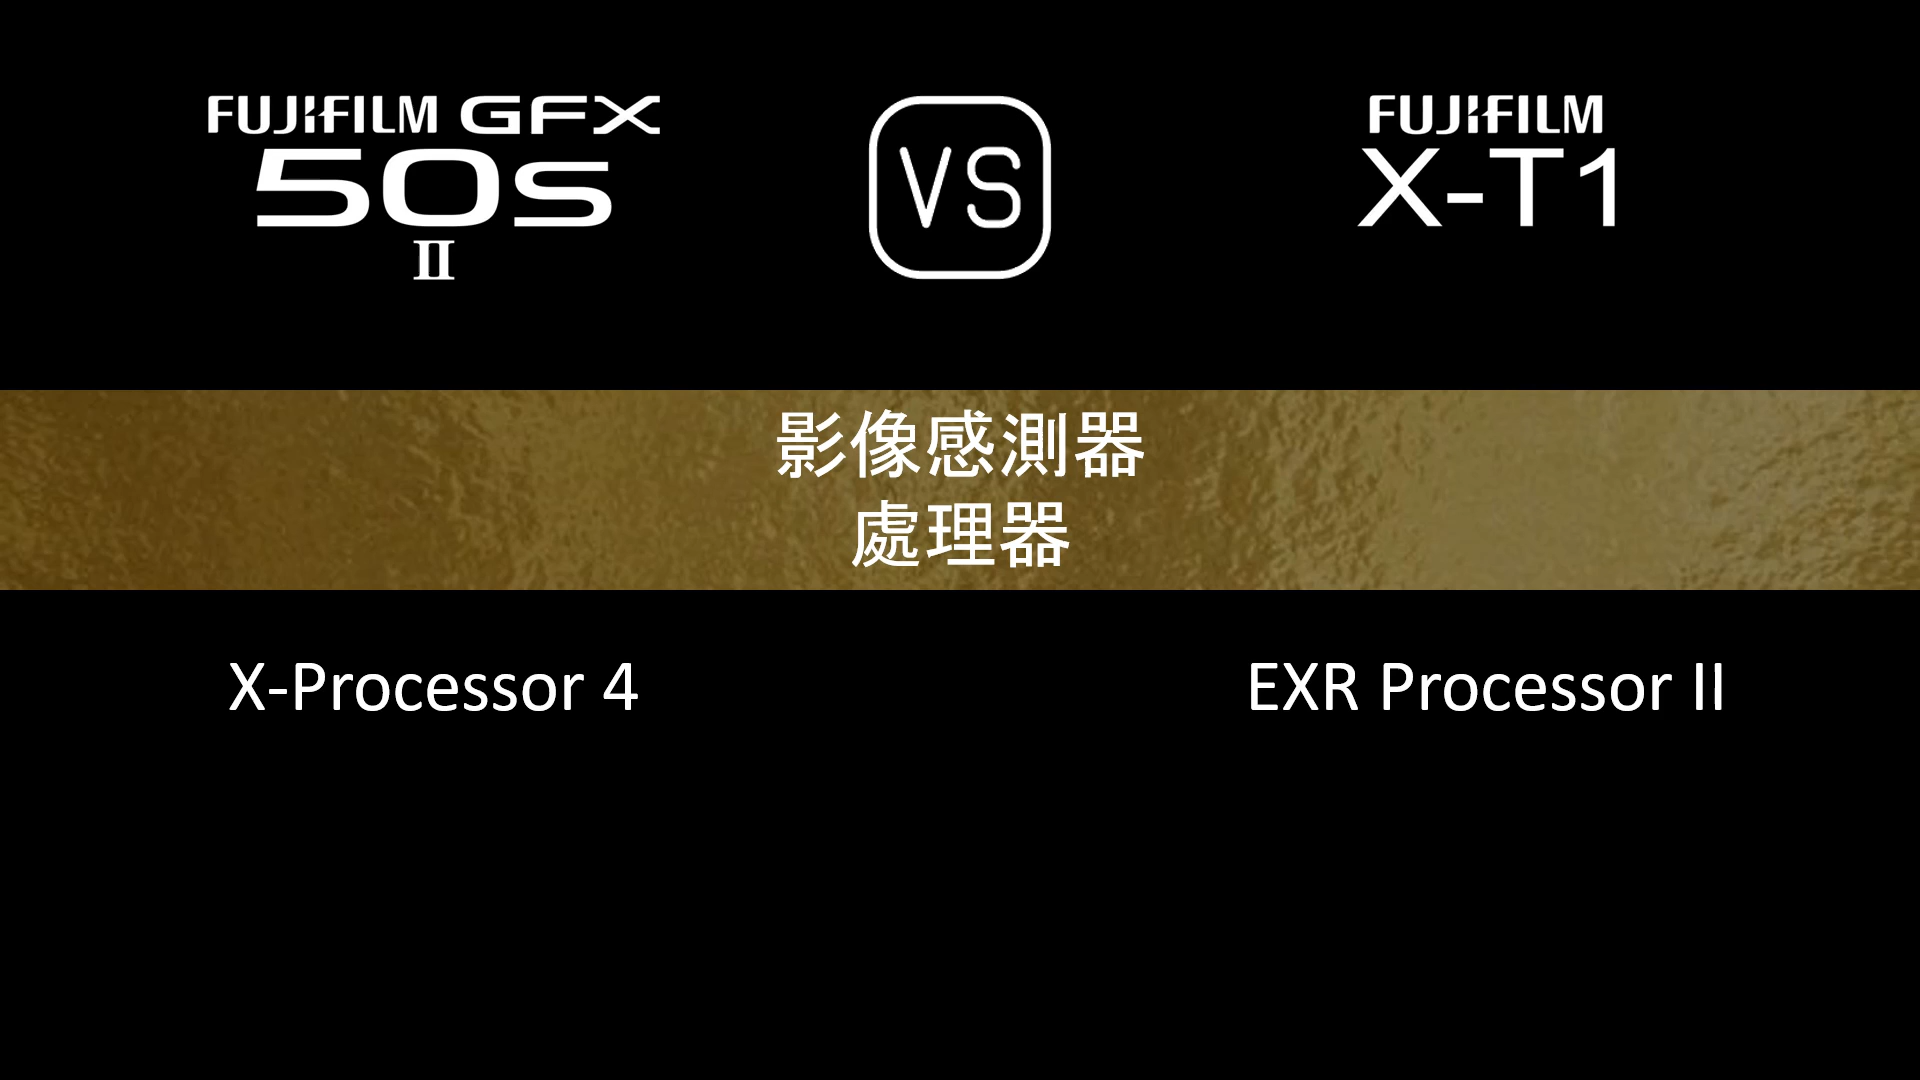 FUJIFILM GFX
50S
II
VS
FUJIFILM
X-T1
影像感測器
處理器
X-Processor 4
EXR Processor II